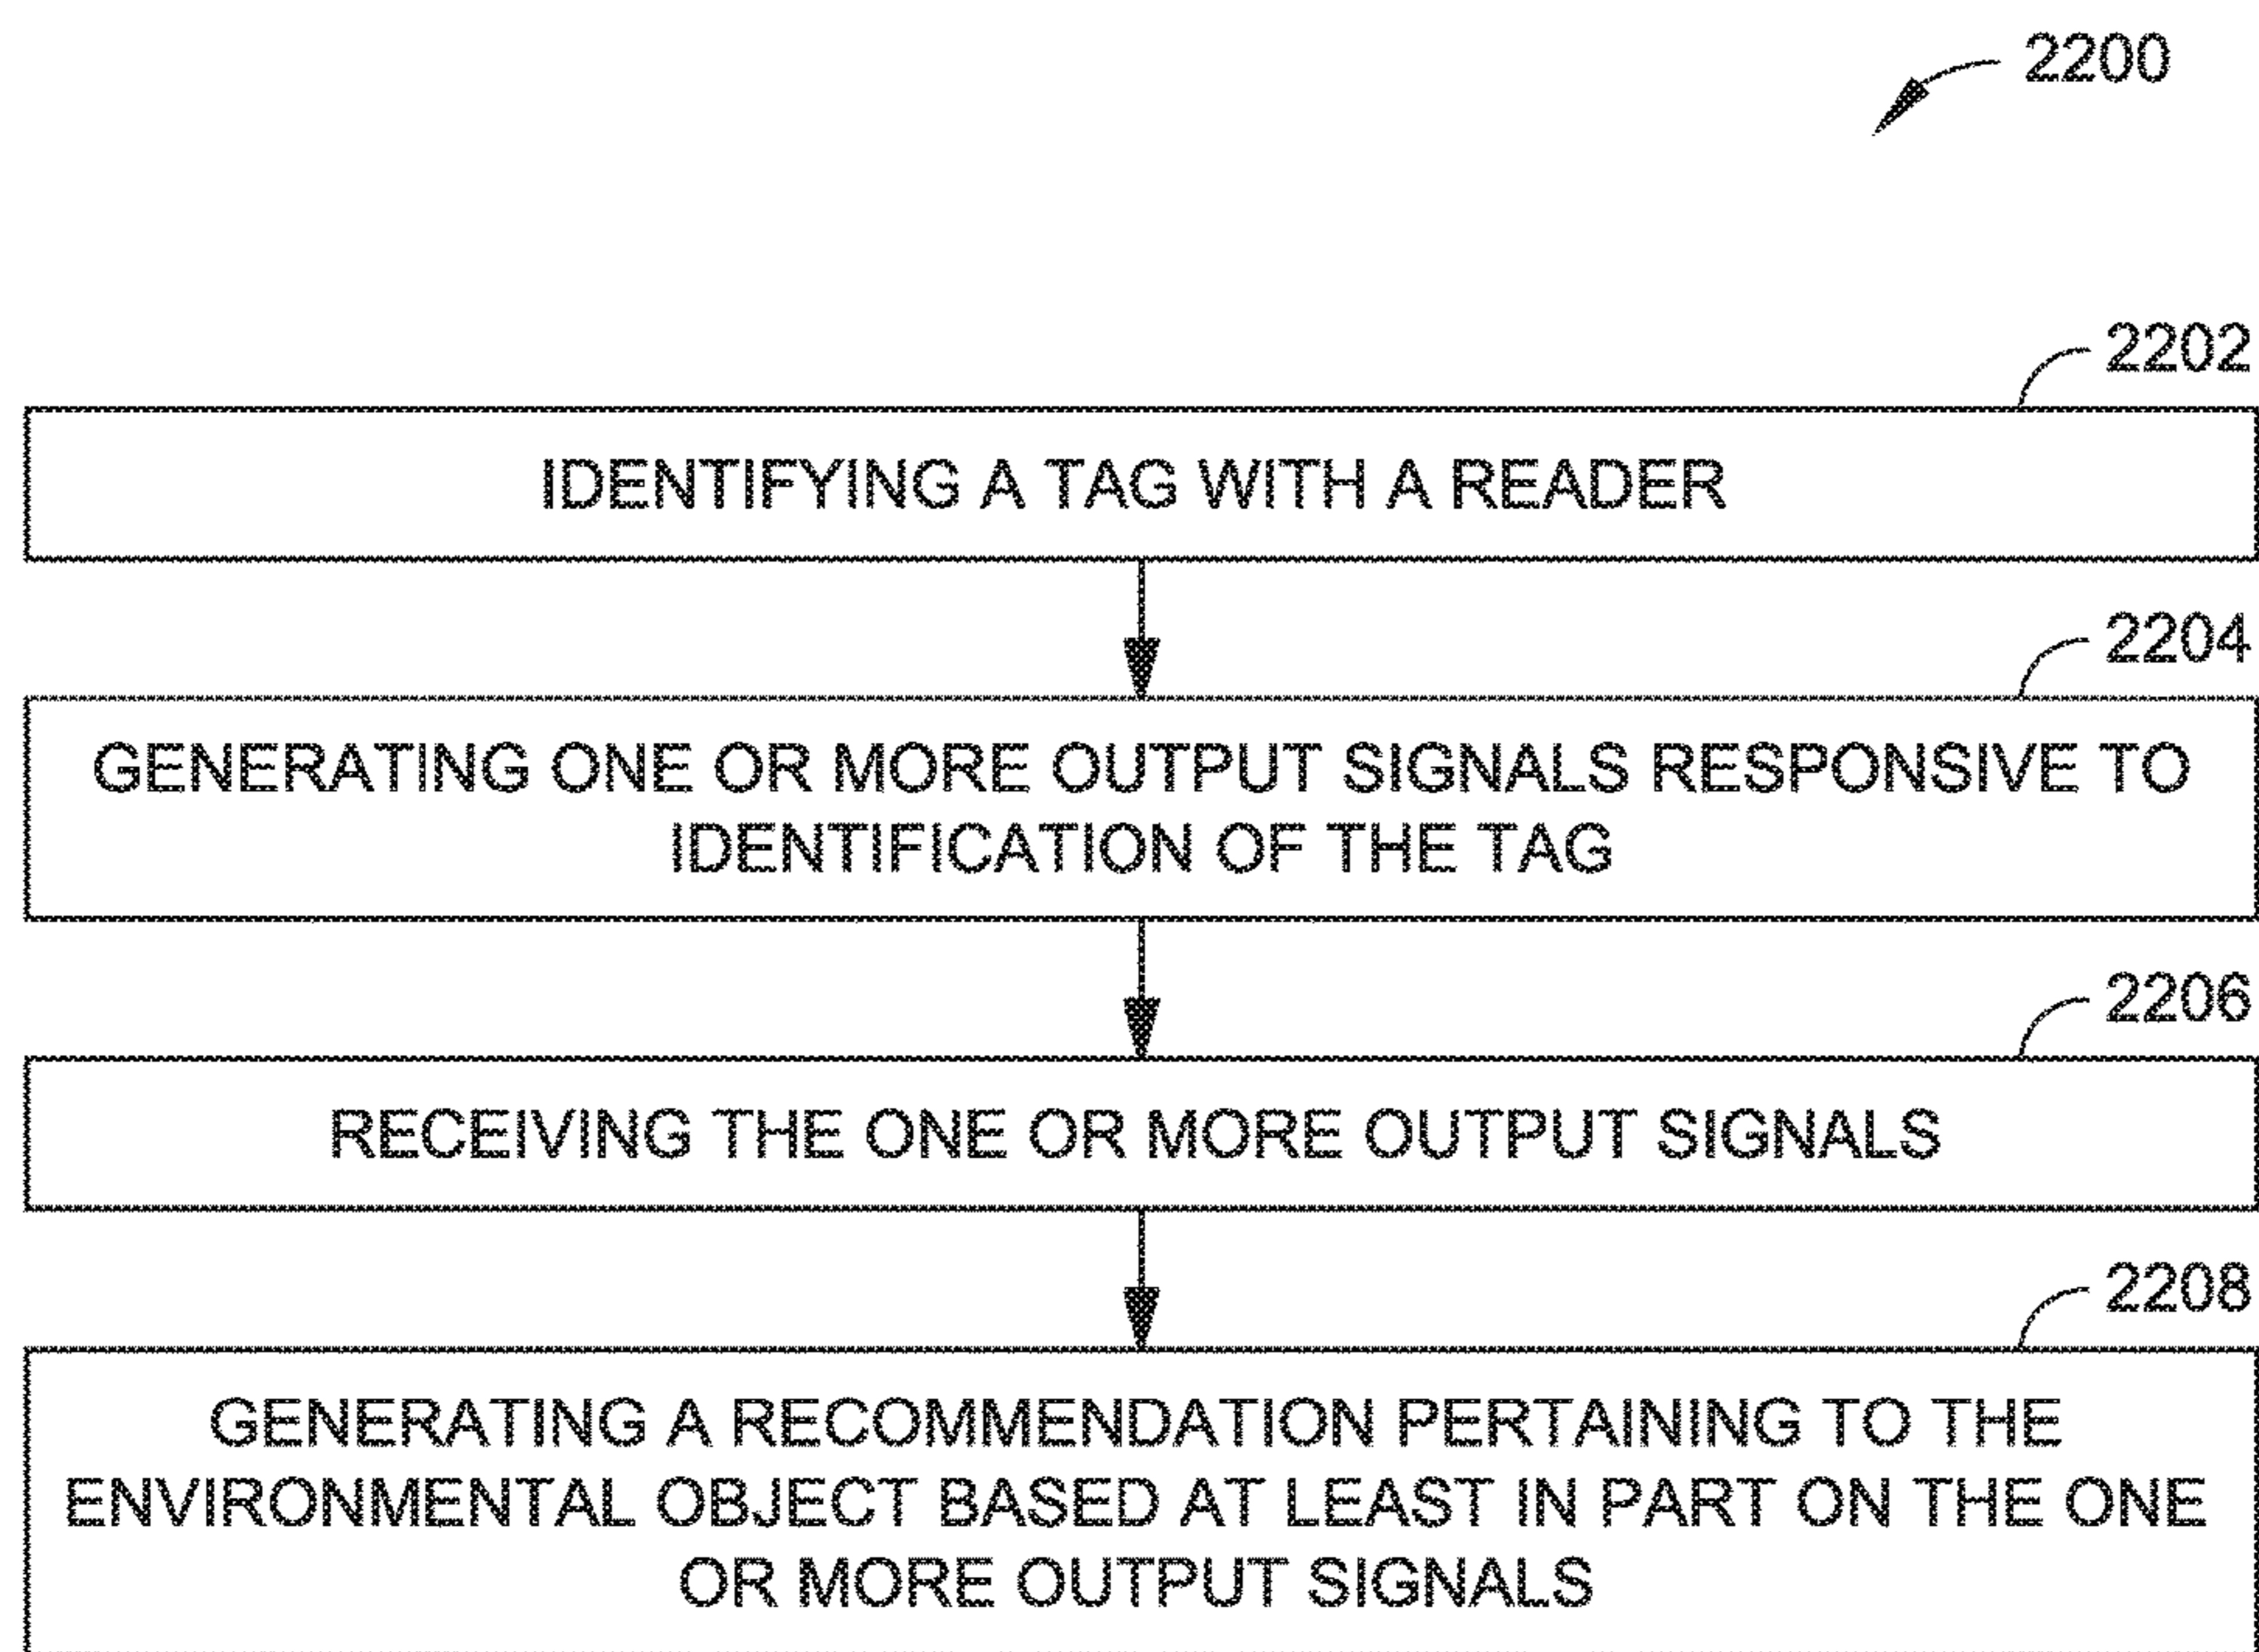 2200
2202
IDENTIFYING A TAG WITH A READER
2204
GENERATING ONE OR MORE OUTPUT SIGNALS RESPONSIVE TO
IDENTIFICATION OF THE TAG
2206
RECEIVING THE ONE OR MORE OUTPUT SIGNALS
2208
GENERATING A RECOMMENDATION PERTAINING TO THE
ENVIRONMENTAL OBJECT BASED AT LEAST IN PART ON THE ONE
OR MORE OUTPUT SIGNALS